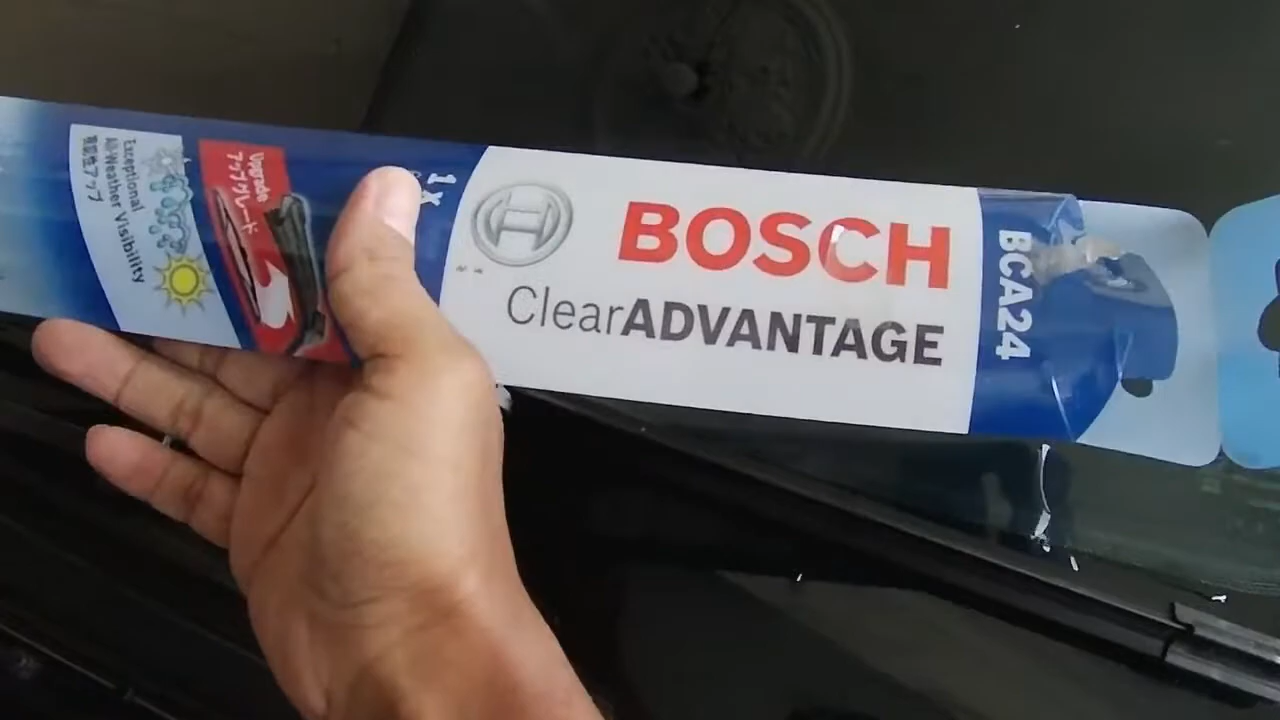 Exceptional
All-Weather Visibility
視認性アップ
Upgrade
アップグレード
1x
BOSCH
ClearADVANTAGE
BCA24